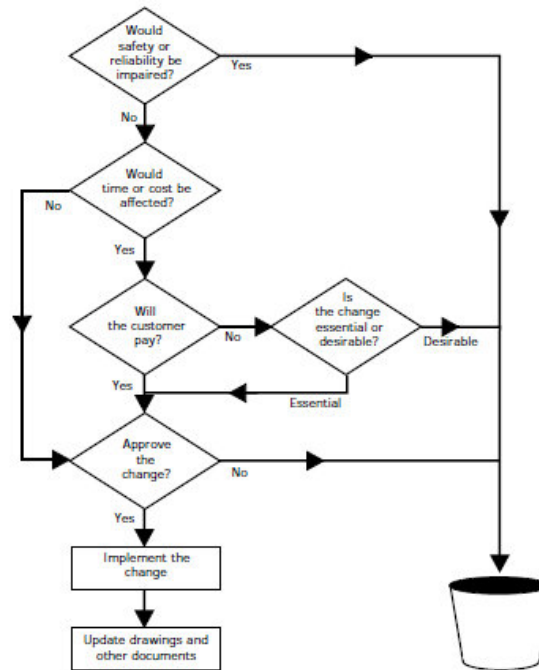 Would
safety or
reliability be
impaired?
Yes
No
Would
time or cost be
affected?
No
Yes
Will
the customer
pay?
No
Is
the change
essential or
desirable?
Desirable
Yes
Essential
Approve
the
change?
No
Yes
Implement the
change
Update drawings and
other documents